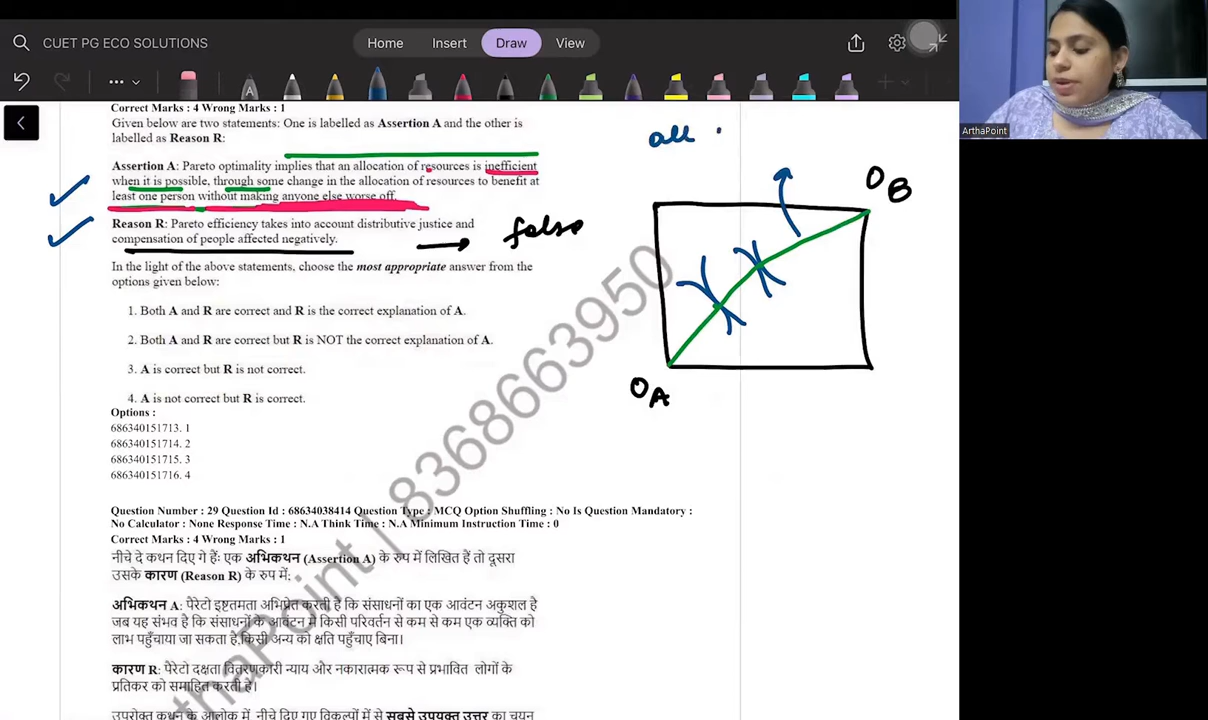 CUET PG ECO SOLUTIONS
Home Insert Draw View
ArthaPoint
Correct Marks : 4 Wrong Marks : 1
Given below are two statements: One is labelled as Assertion A and the other is
labelled as Reason R:
Assertion A: Pareto optimality implies that an allocation of resources is inefficient
when it is possible, through some change in the allocation of resources to benefit at
least one person without making anyone else worse off.
Reason R: Pareto efficiency takes into account distributive justice and
compensation of people affected negatively.
In the light of the above statements, choose the most appropriate answer from the
options given below:
1. Both A and R are correct and R is the correct explanation of A.
2. Both A and R are correct but R is NOT the correct explanation of A.
3. A is correct but R is not correct.
4. A is not correct but R is correct.
Options :
686340151713. 1
686340151714. 2
686340151715. 3
686340151716. 4
false
all
OB
OA
Question Number : 29 Question Id : 68634038414 Question Type : MCQ Option Shuffling : No Is Question Mandatory :
No Calculator : None Response Time : N.A Think Time : N.A Minimum Instruction Time : 0
Correct Marks : 4 Wrong Marks : 1
नीचे दे कथन दिए गे हैं: एक अभिकथन (Assertion A) के रुप में लिखित हैं तो दूसरा
उसके कारण (Reason R) के रुप में;
अभिकथन A: पैरेटो इष्टतमता अभिप्रेत करती है कि संसाधनों का एक आवंटन अकुशल है
जब यह संभव है कि संसाधनों के आवंटन में किसी परिवर्तन से कम से कम एक व्यक्ति को
लाभ पहुँचाया जा सकता है,किसी अन्य को क्षति पहुँचाए बिना।
कारण R: पैरेटो दक्षता वितरणकारी न्याय और नकारात्मक रूप से प्रभावित लोगों के
प्रतिकर को समाहित करती है।
उपरोक्त कथन के आलोक में, नीचे दिए गए विकल्पों में से सबसे उपयुक्त उत्तर का चयन
thaPoint | 8368663950